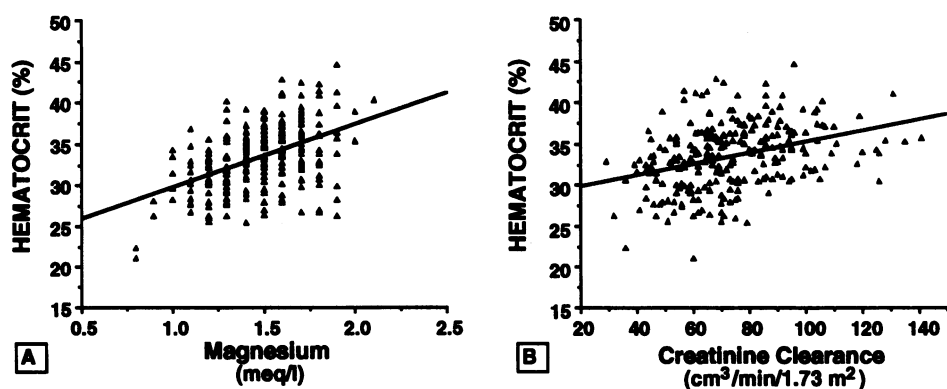 HEMATOCRIT (%)
50
45
40
35
30
25
20
15
0.5 1.0 1.5 2.0 2.5
Magnesium
(meq/l)
A
HEMATOCRIT (%)
50
45
40
35
30
25
20
15
20 40 60 80 100 120 140
Creatinine Clearance
(cm³/min/1.73 m²)
B